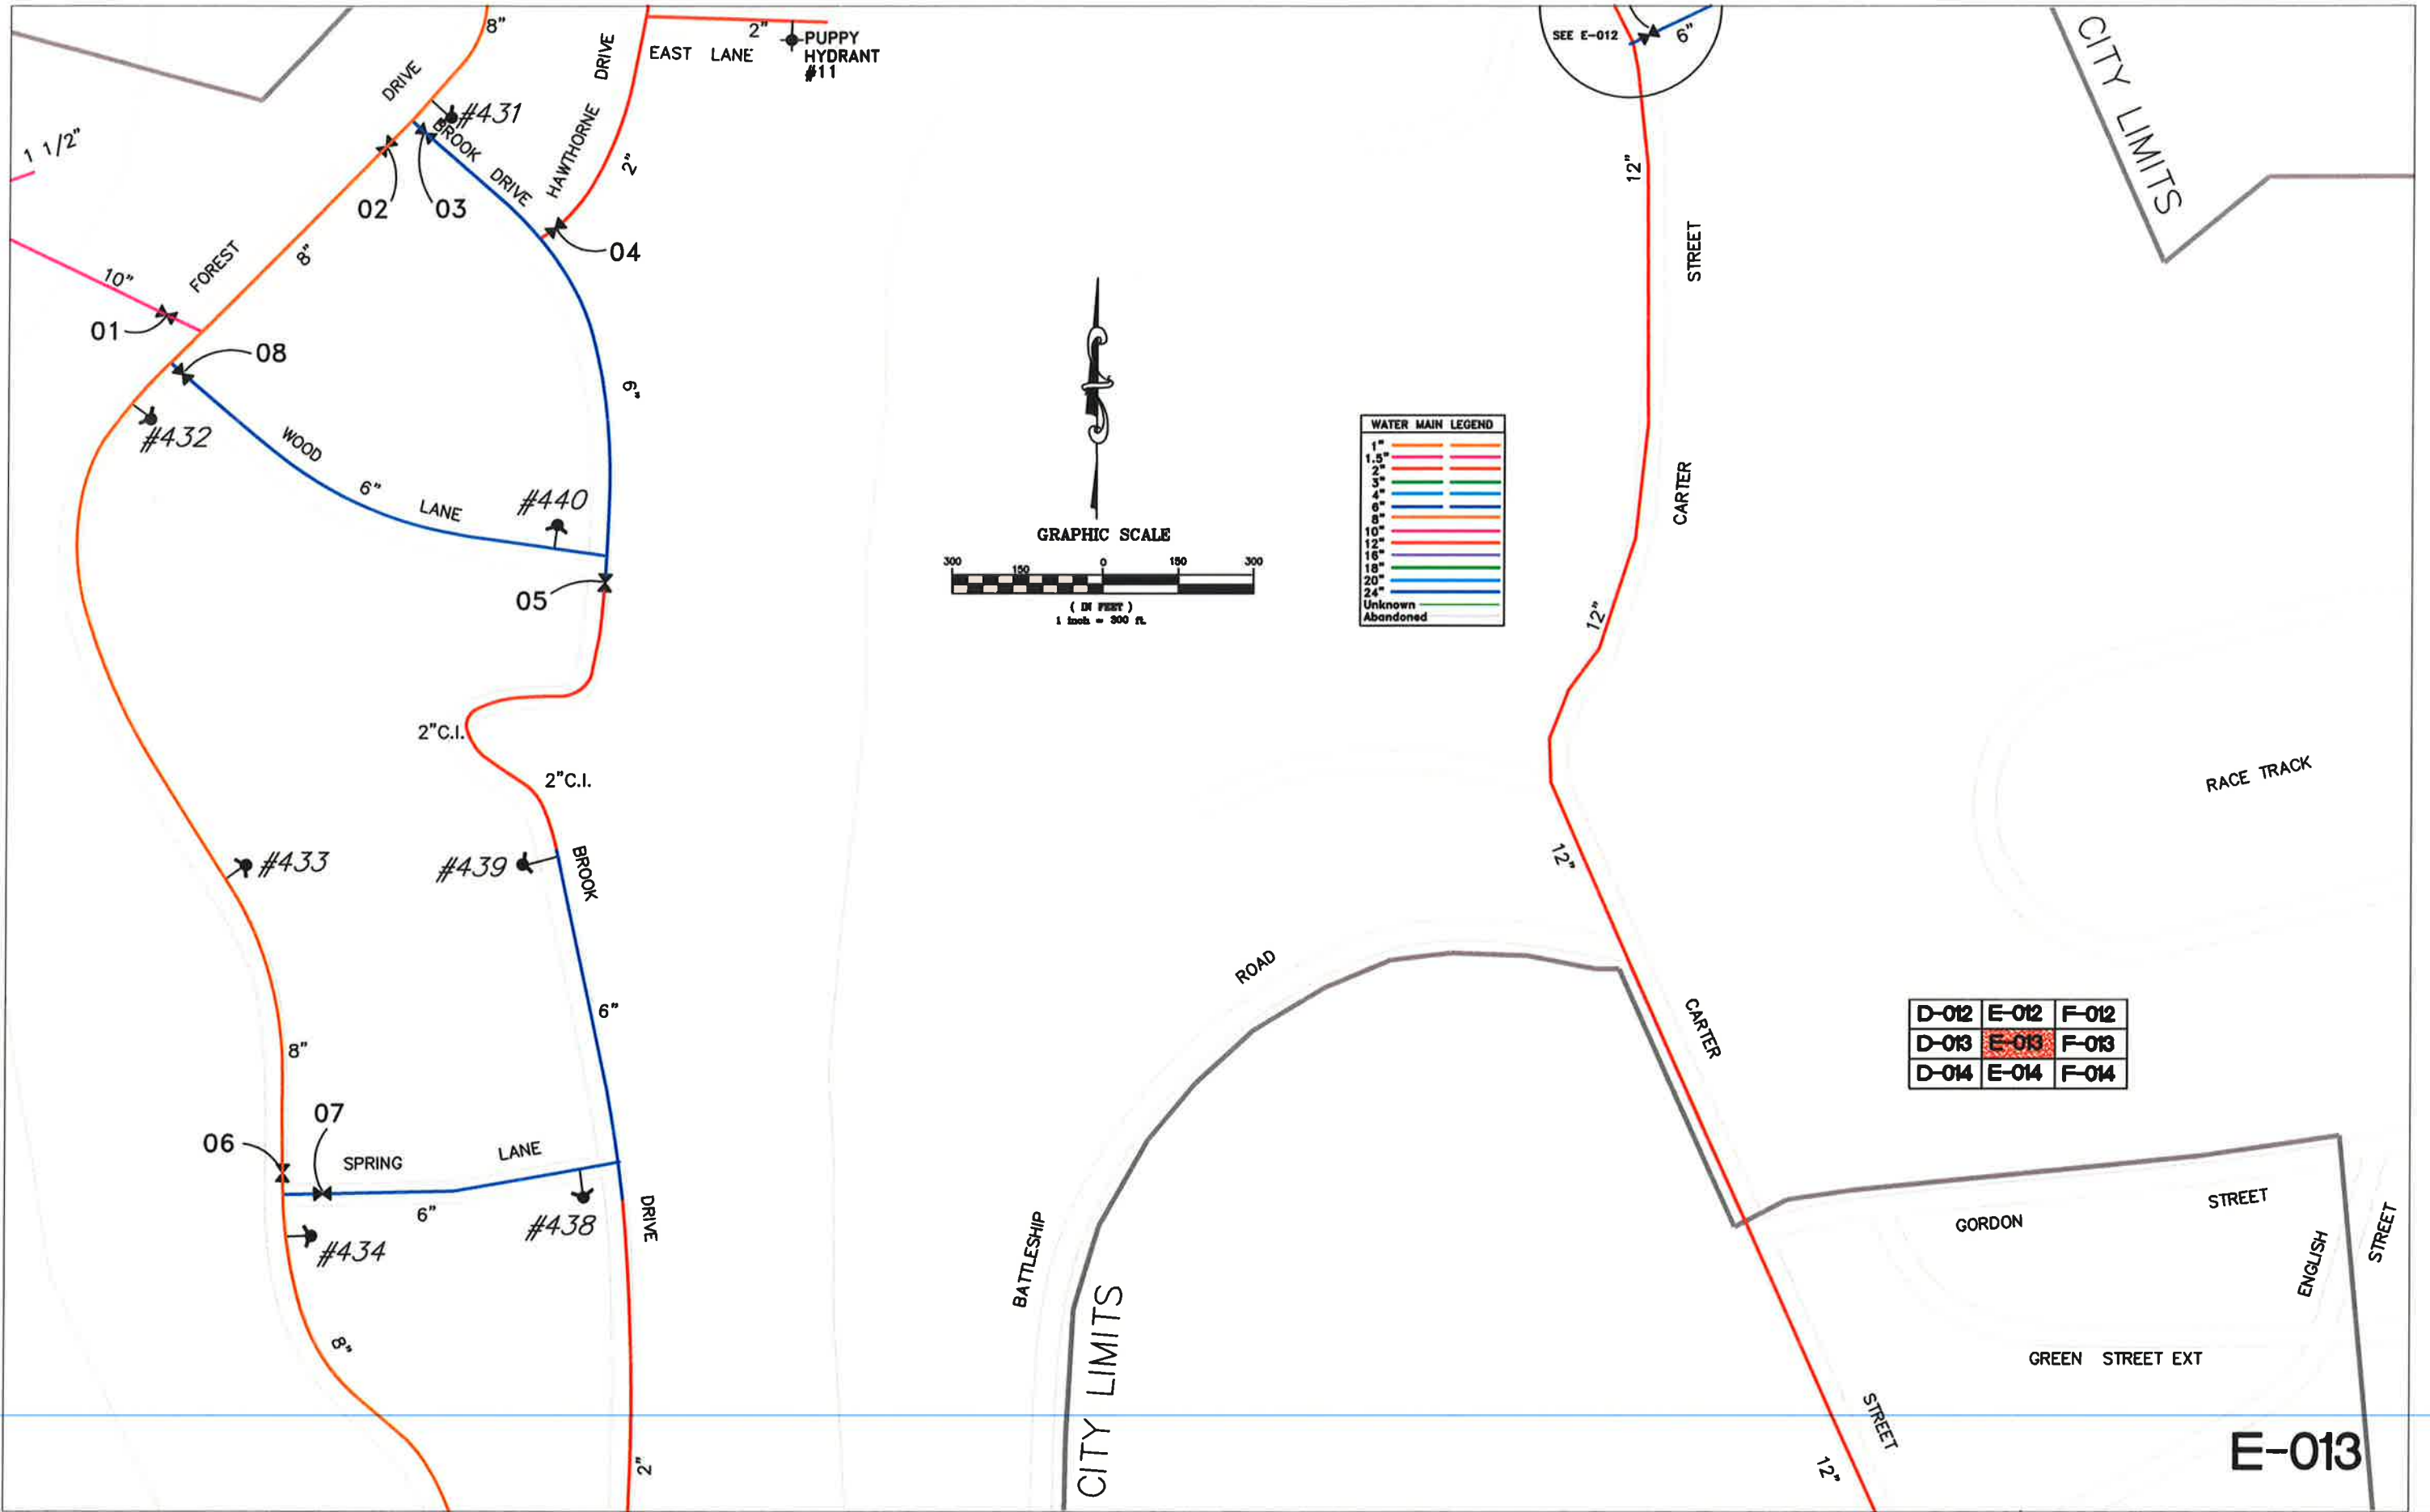 8"
2"
PUPPY
HYDRANT
#11
EAST LANE
HAWTHORNE DRIVE
2"
SEE E-012
6"
CITY LIMITS
FOREST DRIVE
#431
BROOK DRIVE
1 1/2"
02
03
04
8"
10"
01
08
#432
WOOD LANE
6"
#440
6"
05
12"
CARTER STREET
GRAPHIC SCALE
300 150 0 150 300
( IN FEET )
1 inch = 300 ft.
WATER MAIN LEGEND
1"
1.5"
2"
3"
4"
6"
8"
10"
12"
16"
18"
20"
24"
Unknown
Abandoned
12"
2"C.I.
2"C.I.
RACE TRACK
#433
#439
BROOK DRIVE
12"
6"
BATTLESHIP ROAD
CARTER STREET
D-012 E-012 F-012
D-013 E-013 F-013
D-014 E-014 F-014
8"
07
06
SPRING LANE
6"
#438
#434
GORDON STREET
ENGLISH STREET
CITY LIMITS
8"
GREEN STREET EXT
2"
12"
E-013